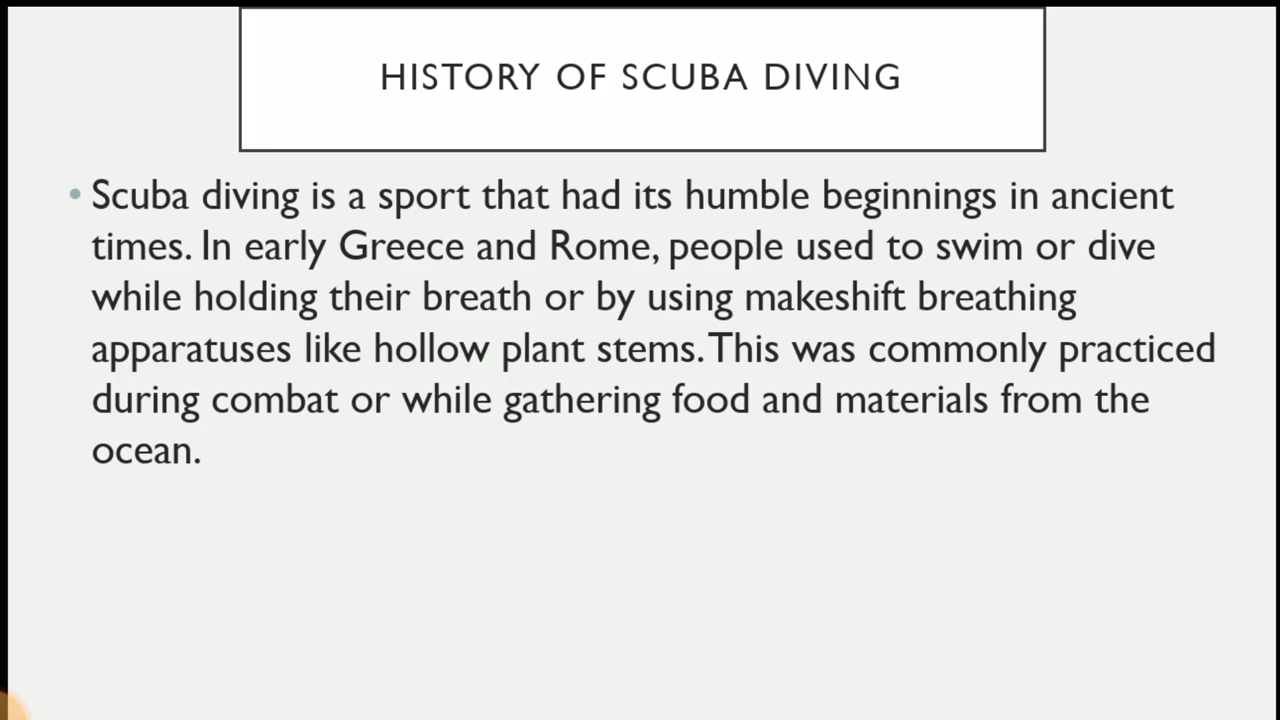 HISTORY OF SCUBA DIVING
• Scuba diving is a sport that had its humble beginnings in ancient
times. In early Greece and Rome, people used to swim or dive
while holding their breath or by using makeshift breathing
apparatuses like hollow plant stems. This was commonly practiced
during combat or while gathering food and materials from the
ocean.